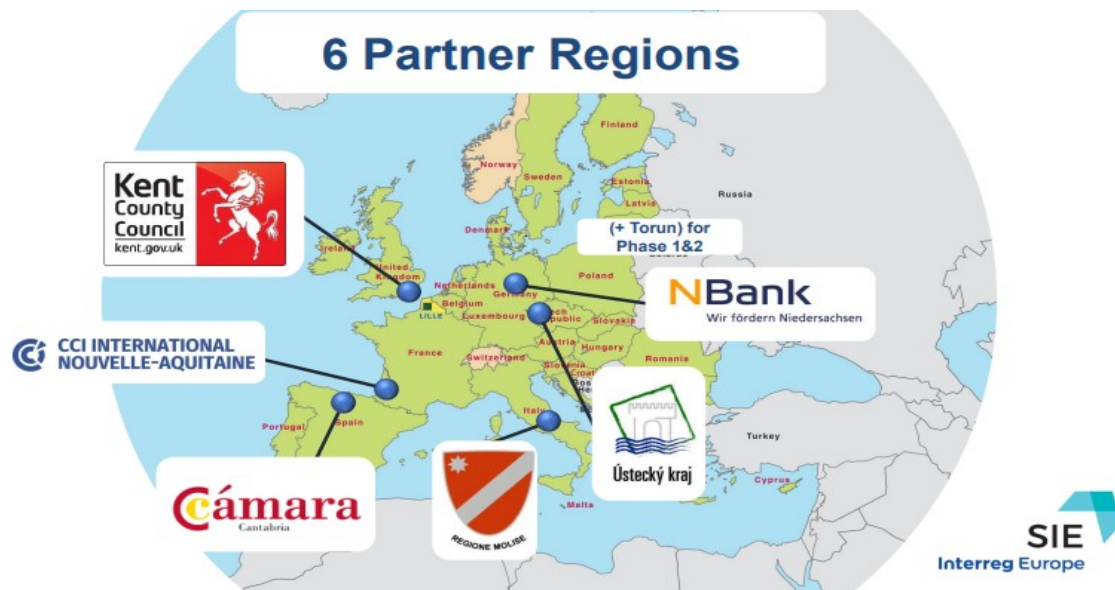 6 Partner Regions
Finland
Norway
Sweden
Estonia
Latvia
Russia
Kent
County
Council
kent.gov.uk
Denmark
(+ Torun) for
Phase 1&2
Ireland
United
Kingdom
Netherlands
Germany
Poland
NBank
Wir fördern Niedersachsen
Belgium
LILLE
Luxembourg
Czech
Republic
Slovakia
CCI INTERNATIONAL
NOUVELLE-AQUITAINE
France
Switzerland
Austria
Hungary
Slovenia
Romania
Portugal
Spain
Italy
Turkey
Ústecký kraj
Cyprus
Malta
Cámara
Cantabria
REGIONE MOLISE
SIE
Interreg Europe